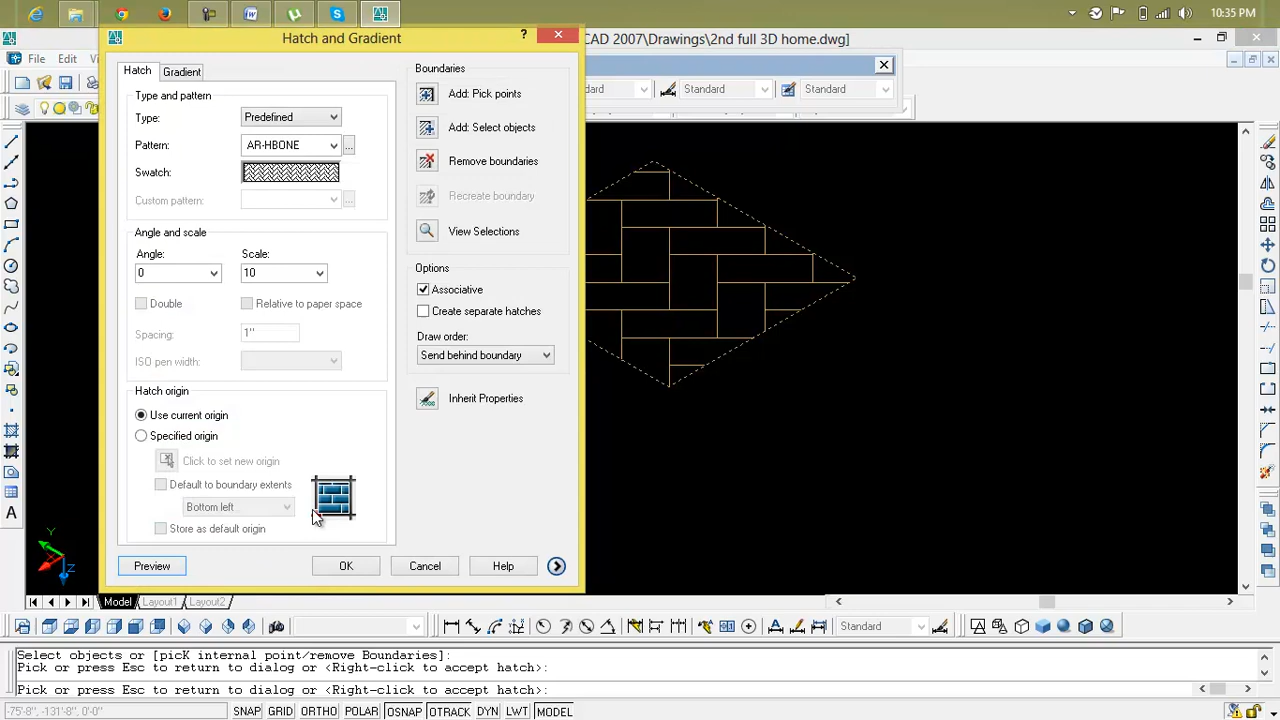 10:35 PM
Hatch and Gradient
?
CAD 2007\Drawings\2nd full 3D home.dwg]
File Edit
Hatch
Gradient
Type and pattern
Type:
Predefined
Pattern:
AR-HBONE
...
Swatch:
Custom pattern:
...
Angle and scale
Angle:
Scale:
0
10
Double
Relative to paper space
Spacing:
1"
ISO pen width:
Hatch origin
Use current origin
Specified origin
Click to set new origin
Default to boundary extents
Bottom left
Store as default origin
Boundaries
Add: Pick points
Add: Select objects
Remove boundaries
Recreate boundary
View Selections
Options
Associative
Create separate hatches
Draw order:
Send behind boundary
Inherit Properties
Preview
OK
Cancel
Help
dard
Standard
Standard
A
Y
X
Z
Model
Layout1
Layout2
Standard
Select objects or [picK internal point/remove Boundaries]:
Pick or press Esc to return to dialog or <Right-click to accept hatch>:
Pick or press Esc to return to dialog or <Right-click to accept hatch>:
-75'-8", -131'-8", 0'-0"
SNAP GRID ORTHO POLAR OSNAP OTRACK DYN LWT MODEL